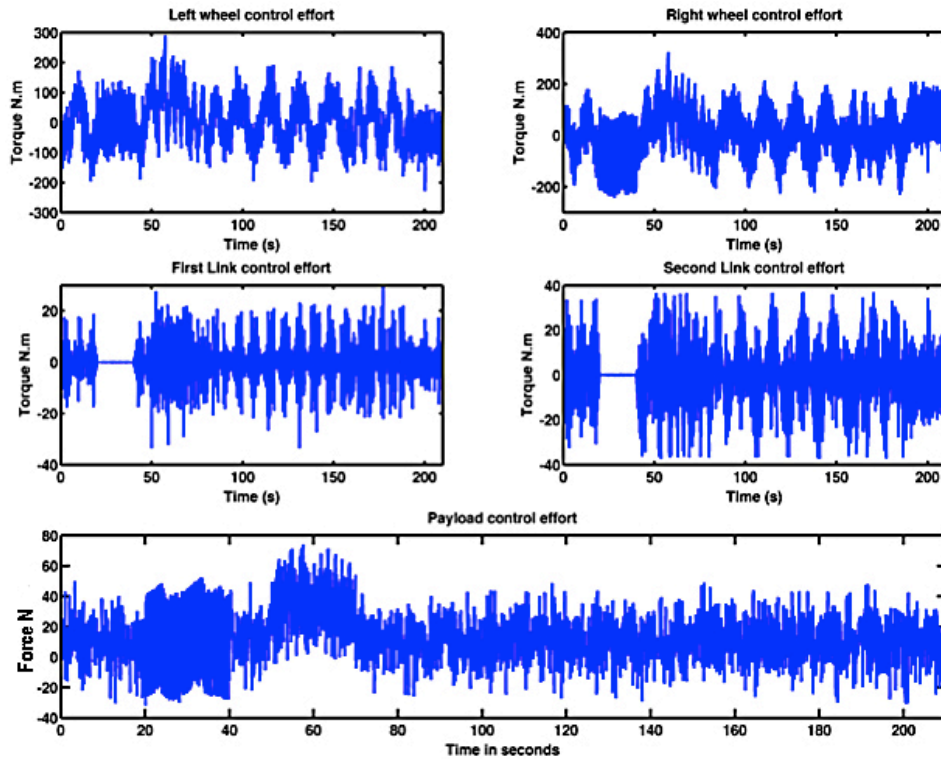 Left wheel control effort
Right wheel control effort
Torque N.m
300
200
100
0
-100
-200
-300
0 50 100 150 200
Time (s)
Torque N.m
400
200
0
-200
0 50 100 150 200
Time (s)
First Link control effort
Second Link control effort
Torque N.m
20
0
-20
-40
0 50 100 150 200
Time (s)
Torque N.m
40
20
0
-20
-40
0 50 100 150 200
Time (s)
Payload control effort
Force N
80
60
40
20
0
-20
-40
0 20 40 60 80 100 120 140 160 180 200
Time in seconds